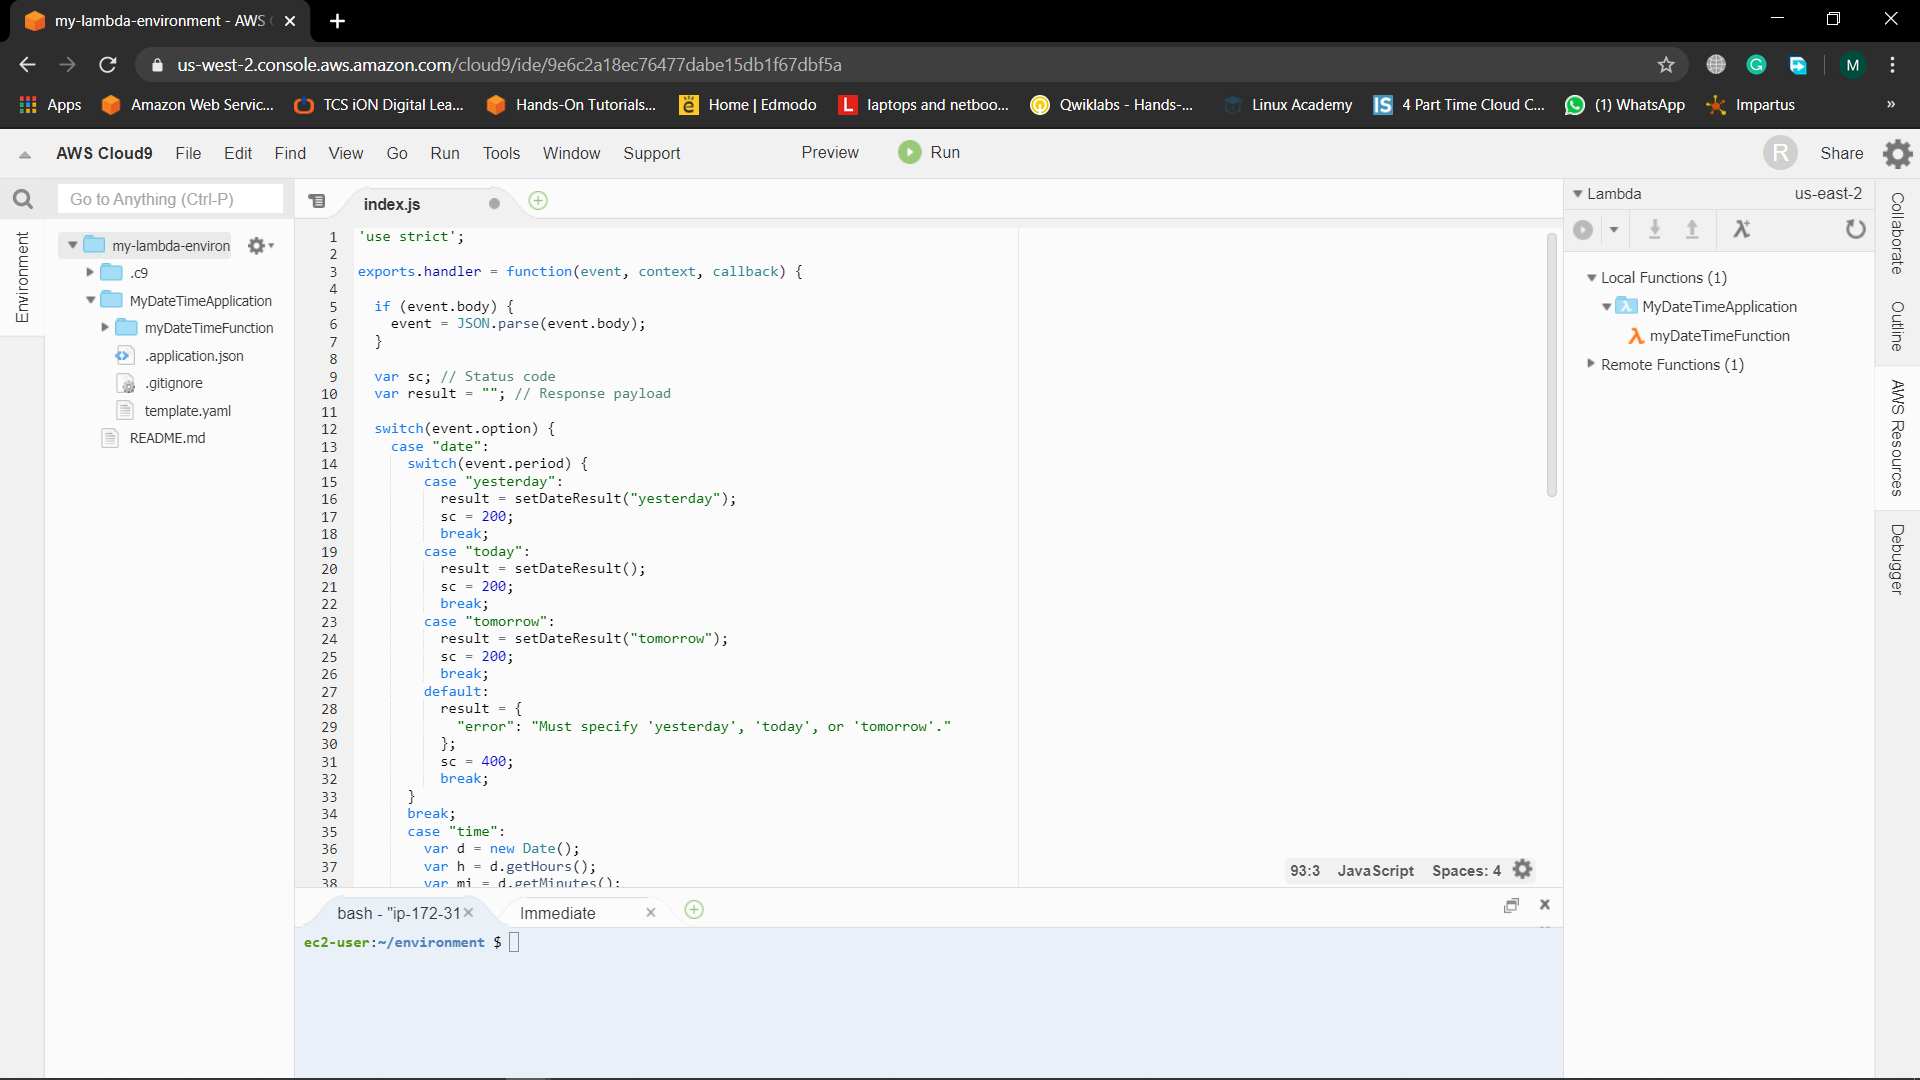 my-lambda-environment - AWS
us-west-2.console.aws.amazon.com/cloud9/ide/9e6c2a18ec76477dabe15db1f67dbf5a
M
Apps
Amazon Web Servic...
TCS iON Digital Lea...
Hands-On Tutorials...
Home | Edmodo
laptops and netboo...
Qwiklabs - Hands-...
Linux Academy
4 Part Time Cloud C...
(1) WhatsApp
Impartus
»
AWS Cloud9
File
Edit
Find
View
Go
Run
Tools
Window
Support
Preview
Run
R
Share
Go to Anything (Ctrl-P)
Environment
my-lambda-environ
.c9
MyDateTimeApplication
myDateTimeFunction
.application.json
.gitignore
template.yaml
README.md
index.js
1 'use strict';
2
3 exports.handler = function(event, context, callback) {
4
5 if (event.body) {
6 event = JSON.parse(event.body);
7 }
8
9 var sc; // Status code
10 var result = ""; // Response payload
11
12 switch(event.option) {
13 case "date":
14 switch(event.period) {
15 case "yesterday":
16 result = setDateResult("yesterday");
17 sc = 200;
18 break;
19 case "today":
20 result = setDateResult();
21 sc = 200;
22 break;
23 case "tomorrow":
24 result = setDateResult("tomorrow");
25 sc = 200;
26 break;
27 default:
28 result = {
29 "error": "Must specify 'yesterday', 'today', or 'tomorrow'."
30 };
31 sc = 400;
32 break;
33 }
34 break;
35 case "time":
36 var d = new Date();
37 var h = d.getHours();
38 var mi = d.getMinutes();
93:3 JavaScript Spaces: 4
bash - "ip-172-31
Immediate
ec2-user:~/environment $
Lambda
us-east-2
Local Functions (1)
MyDateTimeApplication
myDateTimeFunction
Remote Functions (1)
Collaborate
Outline
AWS Resources
Debugger